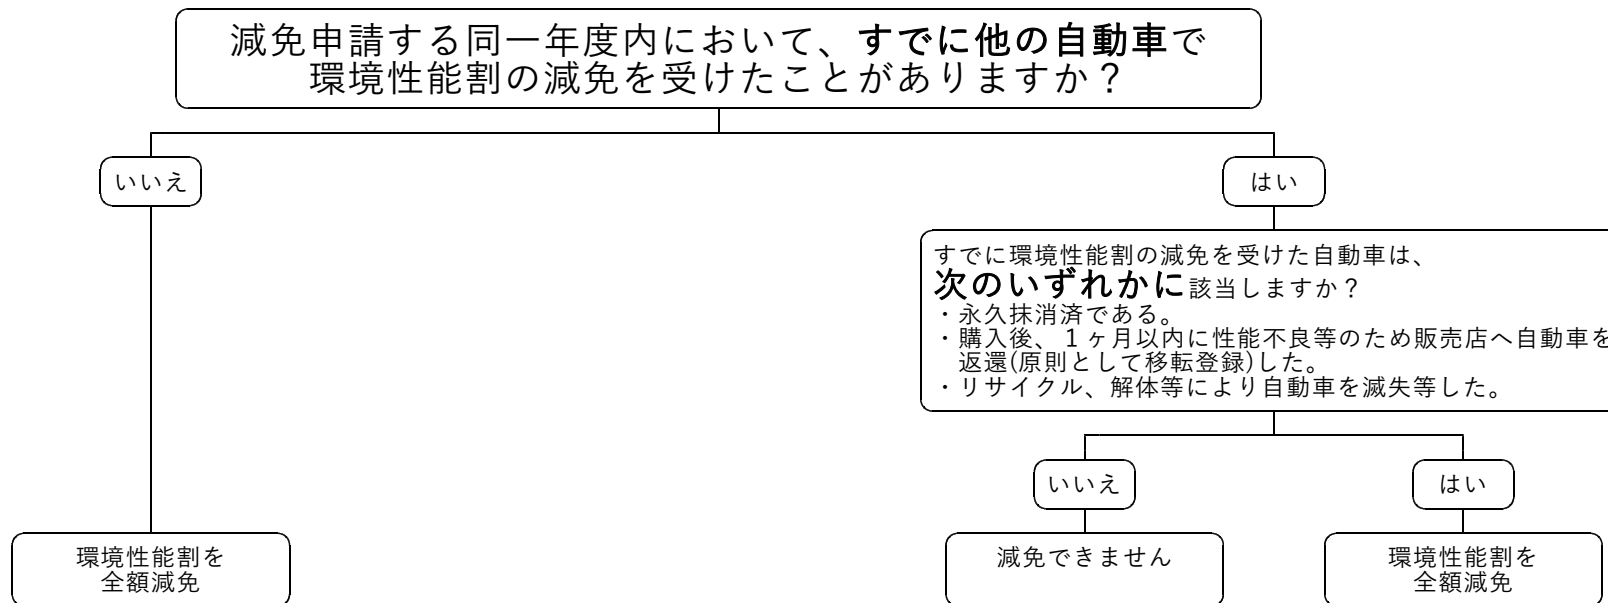 減免申請する同一年度内において、すでに他の自動車で
環境性能割の減免を受けたことがありますか？
いいえ
はい
すでに環境性能割の減免を受けた自動車は、
次のいずれかに該当しますか？
・永久抹消済である。
・購入後、１ヶ月以内に性能不良等のため販売店へ自動車を
返還(原則として移転登録)した。
・リサイクル、解体等により自動車を滅失等した。
いいえ
はい
環境性能割を
全額減免
減免できません
環境性能割を
全額減免